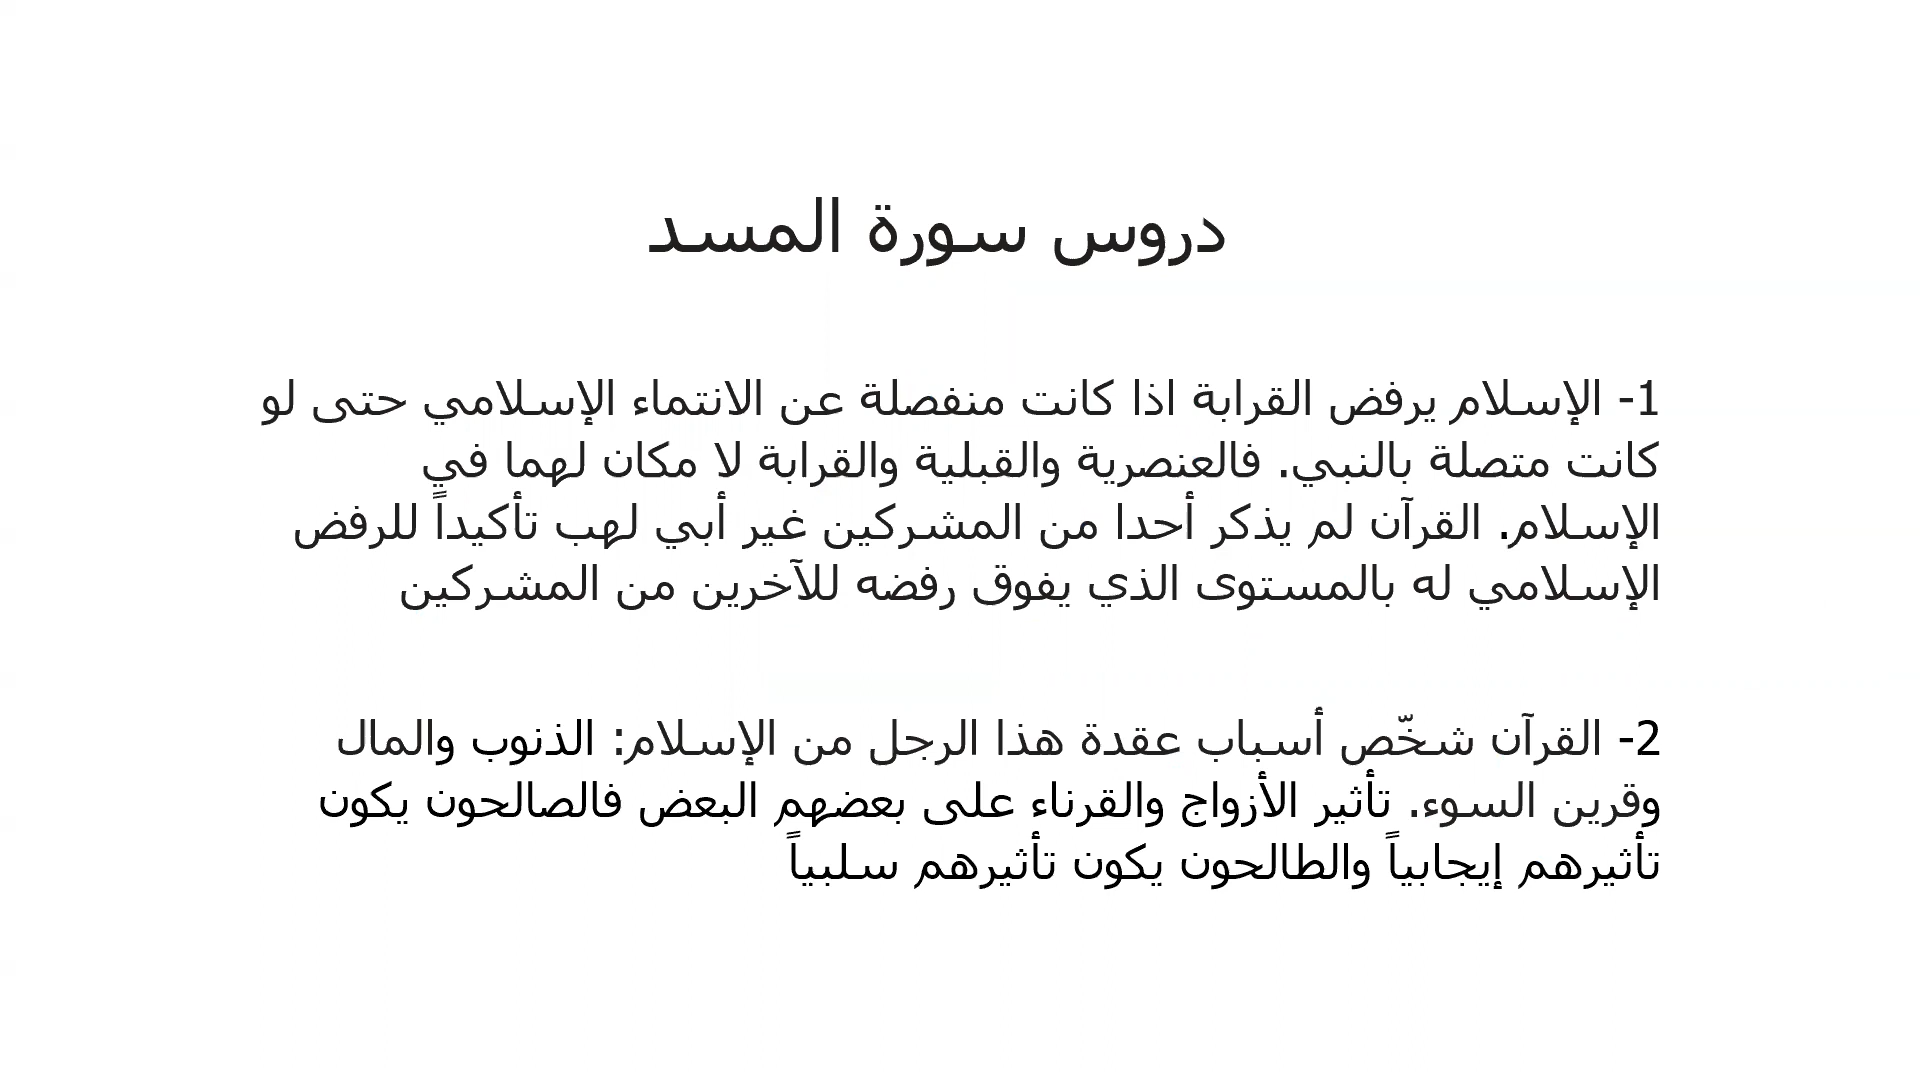 دروس سورة المسد
1- الإسلام يرفض القرابة اذا كانت منفصلة عن الانتماء الإسلامي حتى لو
كانت متصلة بالنبي. فالعنصرية والقبلية والقرابة لا مكان لهما في
الإسلام. القرآن لم يذكر أحدا من المشركين غير أبي لهب تأكيداً للرفض
الإسلامي له بالمستوى الذي يفوق رفضه للآخرين من المشركين
2- القرآن شخّص أسباب عقدة هذا الرجل من الإسلام: الذنوب والمال
وقرين السوء. تأثير الأزواج والقرناء على بعضهم البعض فالصالحون يكون
تأثيرهم إيجابياً والطالحون يكون تأثيرهم سلبياً